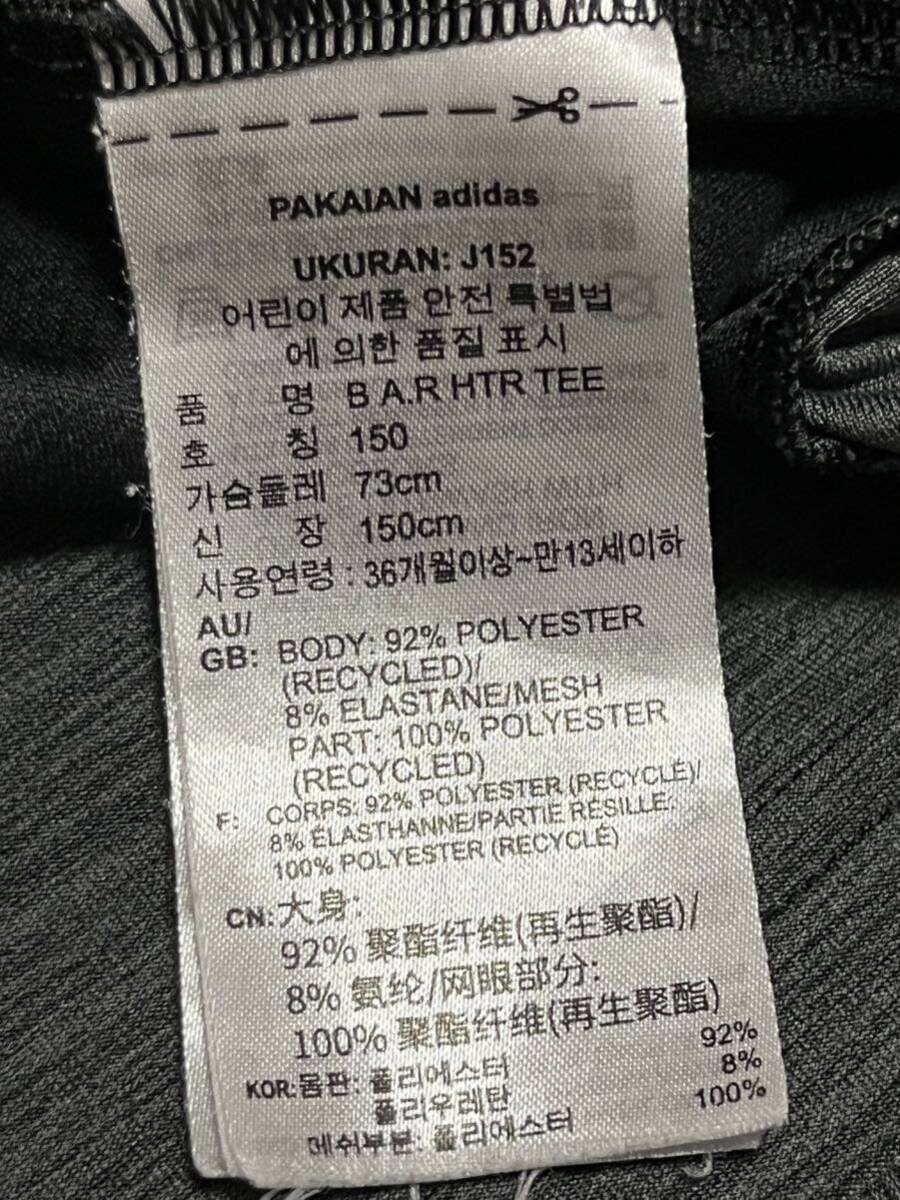 PAKAIAN adidas
UKURAN: J152
어린이 제품 안전 특별법
에 의한 품질 표시
품 명 B A.R HTR TEE
호 칭 150
가슴둘레 73cm
신 장 150cm
사용연령 : 36개월이상~만13세이하
AU/
GB: BODY: 92% POLYESTER
(RECYCLED)/
8% ELASTANE/MESH
PART: 100% POLYESTER
(RECYCLED)
F: CORPS: 92% POLYESTER (RECYCLÉ)/
8% ÉLASTHANNE/PARTIE RÉSILLE:
100% POLYESTER (RECYCLÉ)
CN: 大身:
92% 聚酯纤维(再生聚酯)/
8% 氨纶/网眼部分:
100% 聚酯纤维(再生聚酯)
KOR: 몸판: 폴리에스터 92%
폴리우레탄 8%
메쉬부분: 폴리에스터 100%